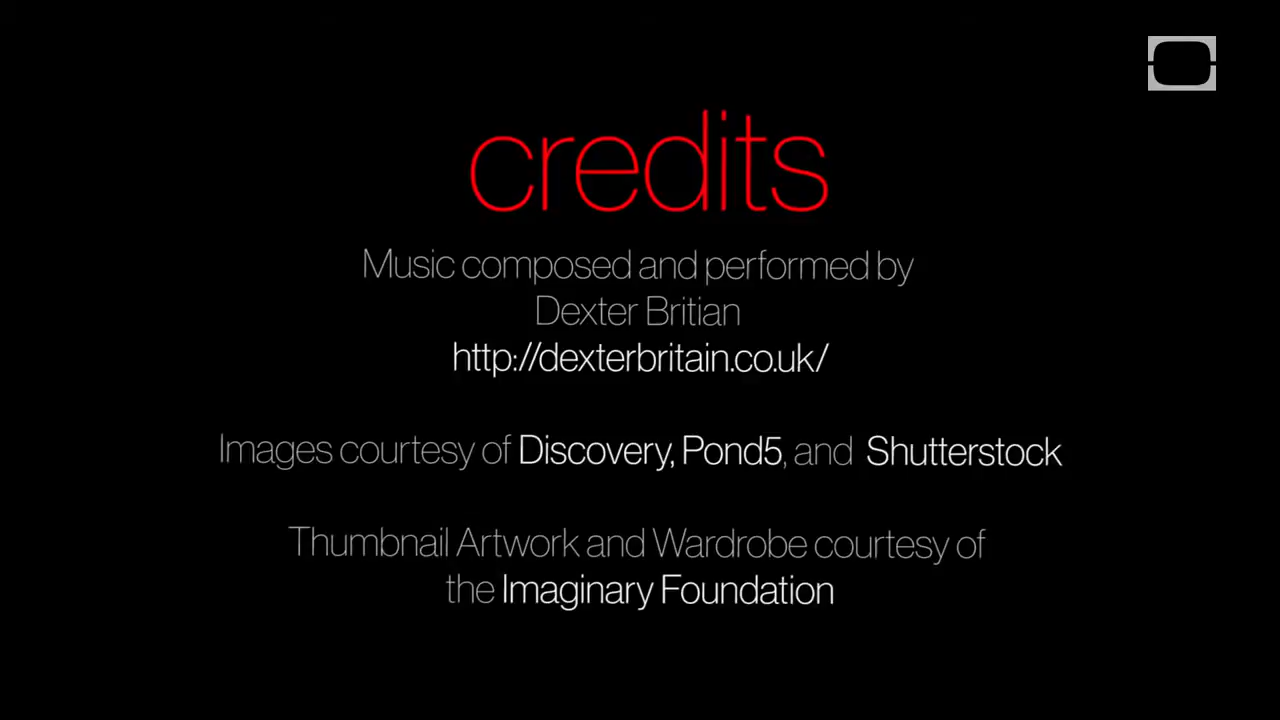 credits
Music composed and performed by
Dexter Britian
http://dexterbritain.co.uk/
Images courtesy of Discovery, Pond5, and Shutterstock
Thumbnail Artwork and Wardrobe courtesy of
the Imaginary Foundation